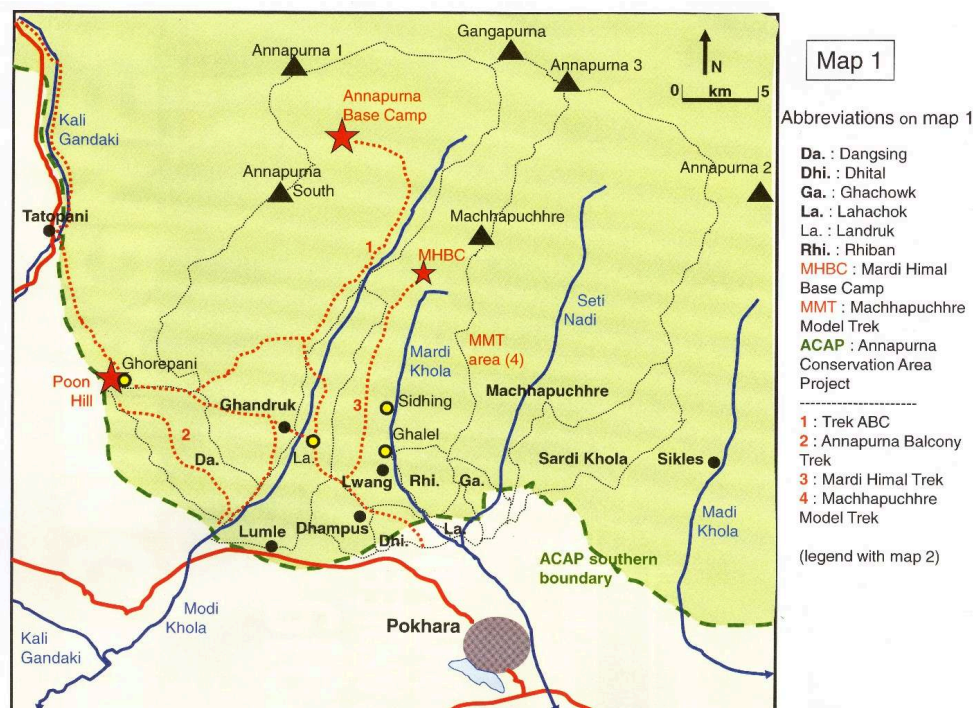 Gangapurna
Annapurna 1
Annapurna 3
N
0 km 5
Annapurna
Base Camp
Kali
Gandaki
Annapurna
South
Annapurna 2
Tatopani
Machhapuchhre
1
MHBC
Seti
Nadi
MMT
area (4)
Mardi
Khola
Ghorepani
Poon
Hill
Machhapuchhre
Ghandruk
3
Sidhing
2
Ghalel
Da.
La.
Lwang
Rhi.
Ga.
Sardi Khola
Sikles
Lumle
Dhampus
Dhi.
La.
Madi
Khola
ACAP southern
boundary
Modi
Khola
Pokhara
Kali
Gandaki
Map 1
Abbreviations on map 1
Da. : Dangsing
Dhi. : Dhital
Ga. : Ghachowk
La. : Lahachok
La. : Landruk
Rhi. : Rhiban
MHBC : Mardi Himal
Base Camp
MMT : Machhapuchhre
Model Trek
ACAP : Annapurna
Conservation Area
Project
----------------------
1 : Trek ABC
2 : Annapurna Balcony
Trek
3 : Mardi Himal Trek
4 : Machhapuchhre
Model Trek
(legend with map 2)